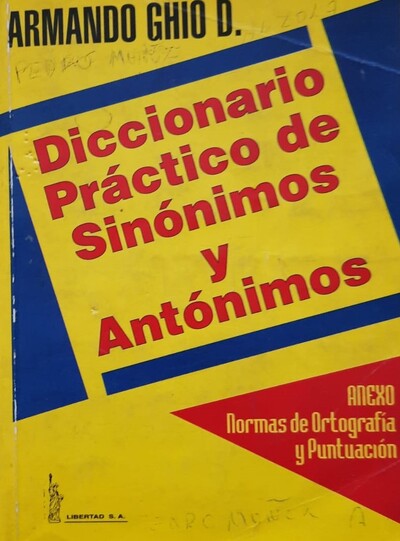 ARMANDO GHIO D.
Diccionario
Práctico de
Sinónimos
y
Antónimos
ANEXO
Normas de Ortografía
y Puntuación
LIBERTAD S.A.